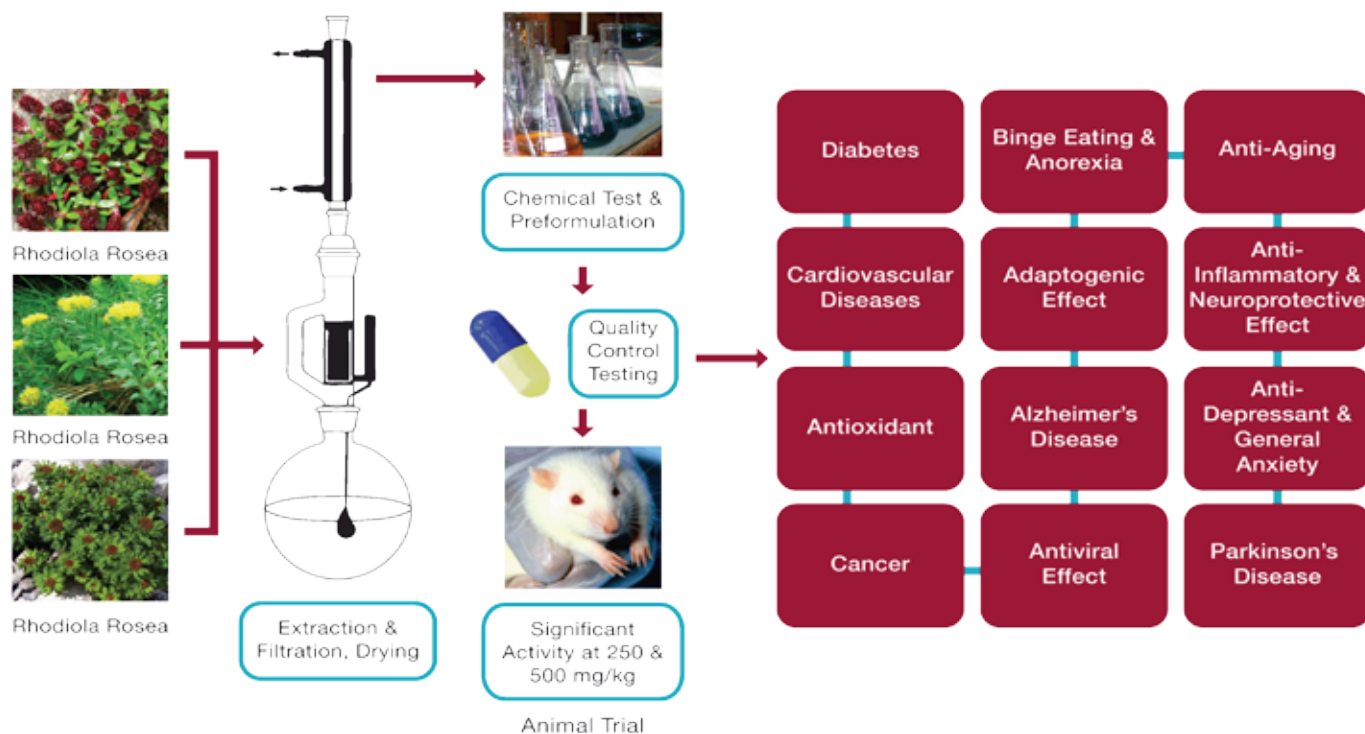 Rhodiola Rosea
Rhodiola Rosea
Rhodiola Rosea
Extraction &
Filtration, Drying
Chemical Test &
Preformulation
Quality
Control
Testing
Significant
Activity at 250 &
500 mg/kg
Animal Trial
Diabetes
Binge Eating &
Anorexia
Anti-Aging
Cardiovascular
Diseases
Adaptogenic
Effect
Anti-
Inflammatory &
Neuroprotective
Effect
Antioxidant
Alzheimer's
Disease
Anti-
Depressant &
General
Anxiety
Cancer
Antiviral
Effect
Parkinson's
Disease